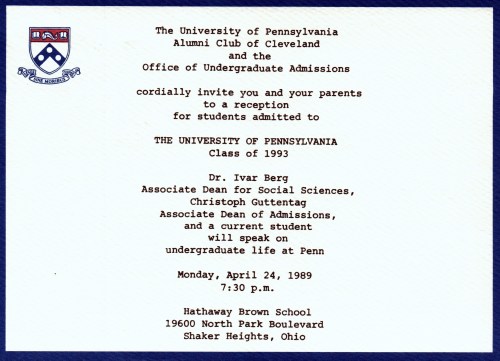 The University of Pennsylvania
Alumni Club of Cleveland
and the
Office of Undergraduate Admissions
cordially invite you and your parents
to a reception
for students admitted to
THE UNIVERSITY OF PENNSYLVANIA
Class of 1993
Dr. Ivar Berg
Associate Dean for Social Sciences,
Christoph Guttentag
Associate Dean of Admissions,
and a current student
will speak on
undergraduate life at Penn
Monday, April 24, 1989
7:30 p.m.
Hathaway Brown School
19600 North Park Boulevard
Shaker Heights, Ohio